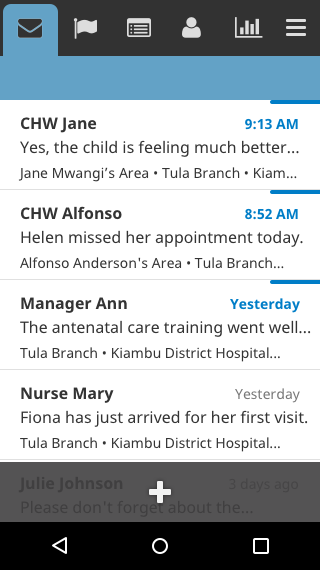 CHW Jane 9:13 AM
Yes, the child is feeling much better...
Jane Mwangi's Area • Tula Branch • Kiam...
CHW Alfonso 8:52 AM
Helen missed her appointment today.
Alfonso Anderson's Area • Tula Branch...
Manager Ann Yesterday
The antenatal care training went well...
Tula Branch • Kiambu District Hospital...
Nurse Mary Yesterday
Fiona has just arrived for her first visit.
Tula Branch • Kiambu District Hospital...
Julie Johnson 3 days ago
Please don't forget about the...